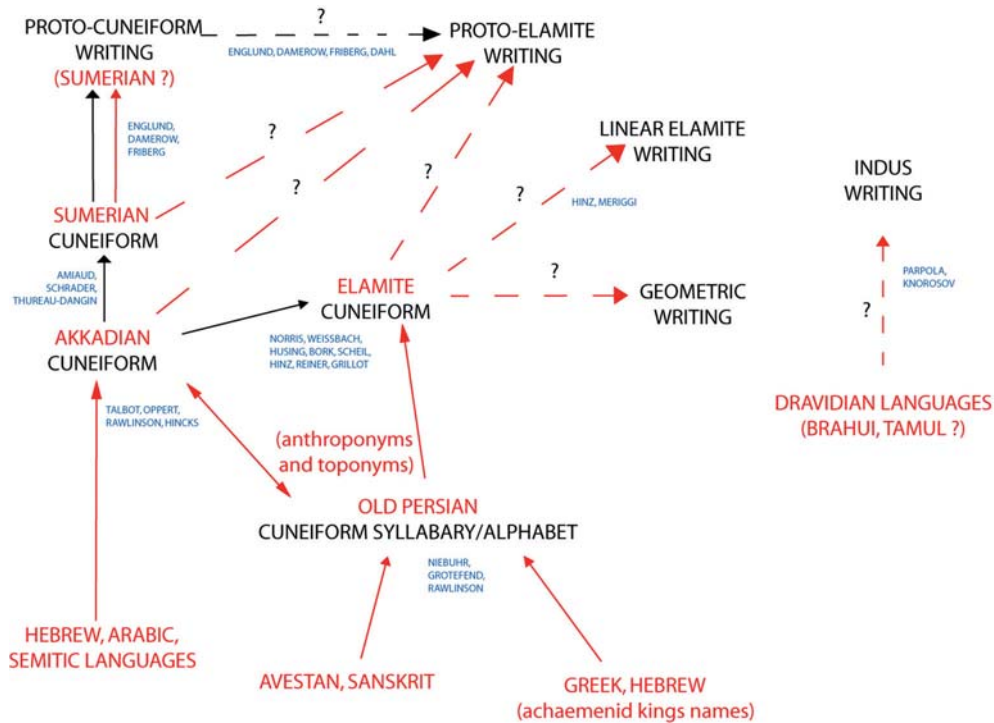 PROTO-CUNEIFORM
WRITING
(SUMERIAN ?)
?
ENGLUND, DAMEROW, FRIBERG, DAHL
PROTO-ELAMITE
WRITING
ENGLUND,
DAMEROW,
FRIBERG
?
?
?
LINEAR ELAMITE
WRITING
?
HINZ, MERIGGI
INDUS
WRITING
SUMERIAN
CUNEIFORM
AMIAUD,
SCHRADER,
THUREAU-DANGIN
ELAMITE
CUNEIFORM
?
GEOMETRIC
WRITING
PARPOLA,
KNOROSOV
?
AKKADIAN
CUNEIFORM
NORRIS, WEISSBACH,
HUSING, BORK, SCHEIL,
HINZ, REINER, GRILLOT
TALBOT, OPPERT,
RAWLINSON, HINCKS
DRAVIDIAN LANGUAGES
(BRAHUI, TAMUL ?)
(anthroponyms
and toponyms)
OLD PERSIAN
CUNEIFORM SYLLABARY/ALPHABET
NIEBUHR,
GROTEFEND,
RAWLINSON
HEBREW, ARABIC,
SEMITIC LANGUAGES
AVESTAN, SANSKRIT
GREEK, HEBREW
(achaemenid kings names)